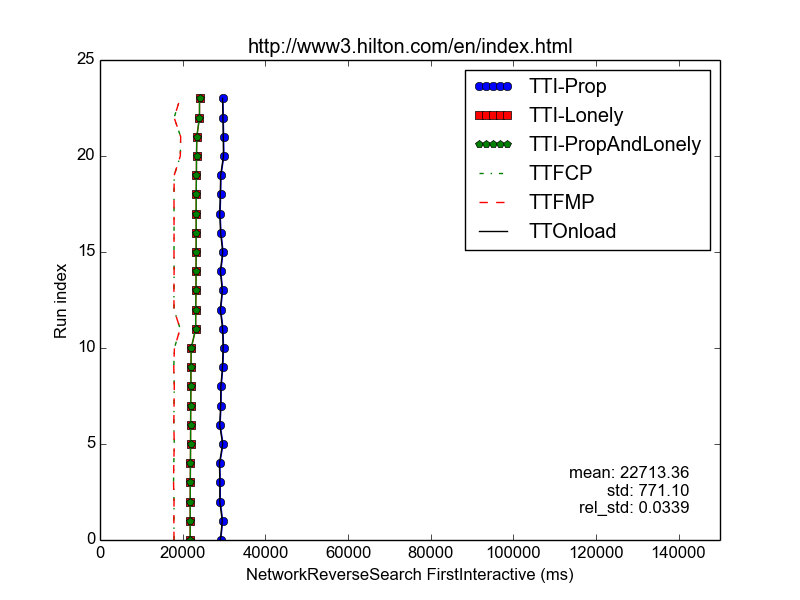 http://www3.hilton.com/en/index.html
25
20
15
10
5
0
Run index
TTI-Prop
TTI-Lonely
TTI-PropAndLonely
TTFCP
TTFMP
TTOnload
mean: 22713.36
std: 771.10
rel_std: 0.0339
0 20000 40000 60000 80000 100000 120000 140000
NetworkReverseSearch FirstInteractive (ms)